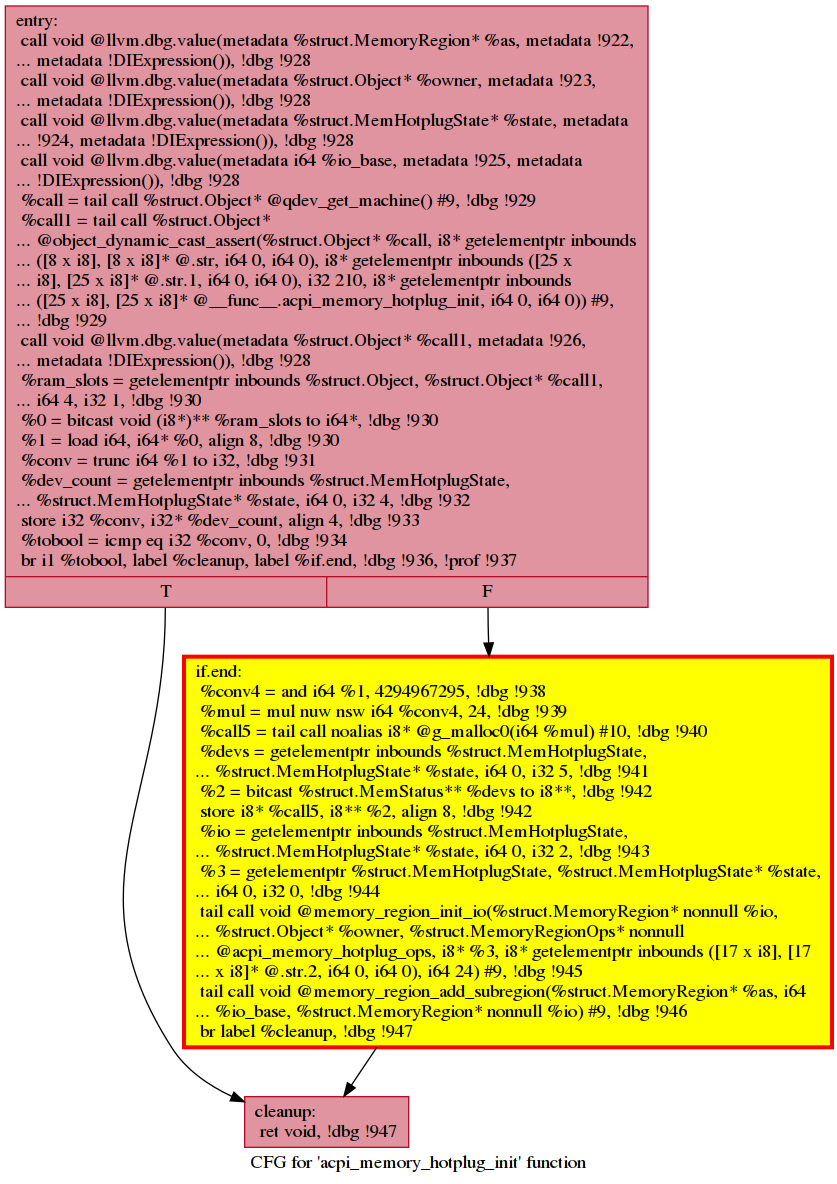 entry:
call void @llvm.dbg.value(metadata %struct.MemoryRegion* %as, metadata !922,
... metadata !DIExpression()), !dbg !928
call void @llvm.dbg.value(metadata %struct.Object* %owner, metadata !923,
... metadata !DIExpression()), !dbg !928
call void @llvm.dbg.value(metadata %struct.MemHotplugState* %state, metadata
... !924, metadata !DIExpression()), !dbg !928
call void @llvm.dbg.value(metadata i64 %io_base, metadata !925, metadata
... !DIExpression()), !dbg !928
%call = tail call %struct.Object* @qdev_get_machine() #9, !dbg !929
%call1 = tail call %struct.Object*
... @object_dynamic_cast_assert(%struct.Object* %call, i8* getelementptr inbounds
... ([8 x i8], [8 x i8]* @.str, i64 0, i64 0), i8* getelementptr inbounds ([25 x
... i8], [25 x i8]* @.str.1, i64 0, i64 0), i32 210, i8* getelementptr inbounds
... ([25 x i8], [25 x i8]* @__func__.acpi_memory_hotplug_init, i64 0, i64 0)) #9,
... !dbg !929
call void @llvm.dbg.value(metadata %struct.Object* %call1, metadata !926,
... metadata !DIExpression()), !dbg !928
%ram_slots = getelementptr inbounds %struct.Object, %struct.Object* %call1,
... i64 4, i32 1, !dbg !930
%0 = bitcast void (i8*)** %ram_slots to i64*, !dbg !930
%1 = load i64, i64* %0, align 8, !dbg !930
%conv = trunc i64 %1 to i32, !dbg !931
%dev_count = getelementptr inbounds %struct.MemHotplugState,
... %struct.MemHotplugState* %state, i64 0, i32 4, !dbg !932
store i32 %conv, i32* %dev_count, align 4, !dbg !933
%tobool = icmp eq i32 %conv, 0, !dbg !934
br i1 %tobool, label %cleanup, label %if.end, !dbg !936, !prof !937
T F
if.end:
%conv4 = and i64 %1, 4294967295, !dbg !938
%mul = mul nuw nsw i64 %conv4, 24, !dbg !939
%call5 = tail call noalias i8* @g_malloc0(i64 %mul) #10, !dbg !940
%devs = getelementptr inbounds %struct.MemHotplugState,
... %struct.MemHotplugState* %state, i64 0, i32 5, !dbg !941
%2 = bitcast %struct.MemStatus** %devs to i8**, !dbg !942
store i8* %call5, i8** %2, align 8, !dbg !942
%io = getelementptr inbounds %struct.MemHotplugState,
... %struct.MemHotplugState* %state, i64 0, i32 2, !dbg !943
%3 = getelementptr %struct.MemHotplugState, %struct.MemHotplugState* %state,
... i64 0, i32 0, !dbg !944
tail call void @memory_region_init_io(%struct.MemoryRegion* nonnull %io,
... %struct.Object* %owner, %struct.MemoryRegionOps* nonnull
... @acpi_memory_hotplug_ops, i8* %3, i8* getelementptr inbounds ([17 x i8], [17
... x i8]* @.str.2, i64 0, i64 0), i64 24) #9, !dbg !945
tail call void @memory_region_add_subregion(%struct.MemoryRegion* %as, i64
... %io_base, %struct.MemoryRegion* nonnull %io) #9, !dbg !946
br label %cleanup, !dbg !947
cleanup:
ret void, !dbg !947
CFG for 'acpi_memory_hotplug_init' function